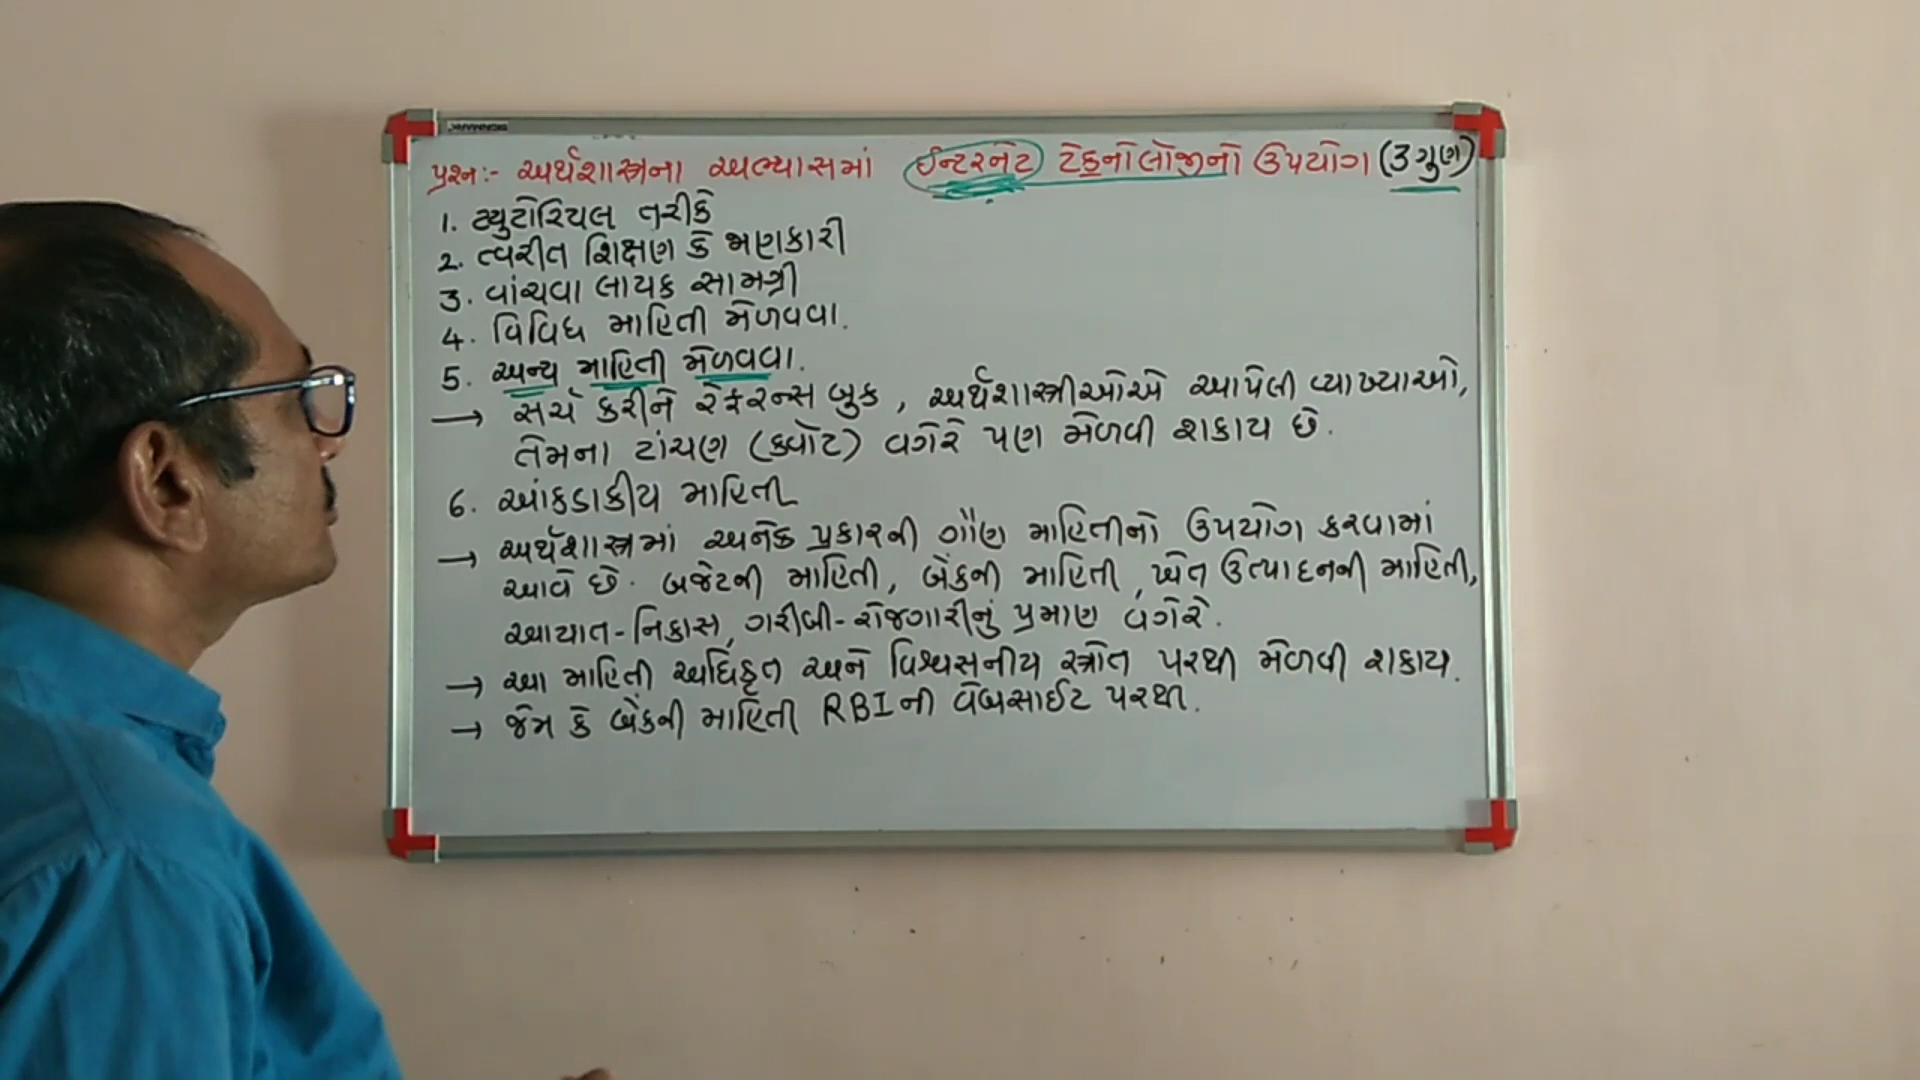 પ્રશ્ન:- અર્થશાસ્ત્રના અભ્યાસમાં ઈન્ટરનેટ ટેકનોલોજીનો ઉપયોગ (૩ ગુણ)
1. ટ્યુટોરિયલ તરીકે
2. ત્વરીત શિક્ષણ કે જાણકારી
3. વાંચવા લાયક સામગ્રી
4. વિવિધ માહિતી મેળવવા.
5. અન્ય માહિતી મેળવવા.
→ સર્ચ કરીને રેફરન્સ બુક, અર્થશાસ્ત્રીઓએ આપેલી વ્યાખ્યાઓ,
તેમના ટાંચણ (ક્વોટ) વગેરે પણ મેળવી શકાય છે.
6. આંકડાકીય માહિતી
→ અર્થશાસ્ત્રમાં અનેક પ્રકારની ગૌણ માહિતીનો ઉપયોગ કરવામાં
આવે છે. બજેટની માહિતી, બેંકની માહિતી, ખેત ઉત્પાદનની માહિતી,
આયાત-નિકાસ, ગરીબી-રોજગારીનું પ્રમાણ વગેરે.
→ આ માહિતી અધિકૃત અને વિશ્વસનીય સ્ત્રોત પરથી મેળવી શકાય.
→ જેમ કે બેંકની માહિતી RBI ની વેબસાઈટ પરથી.